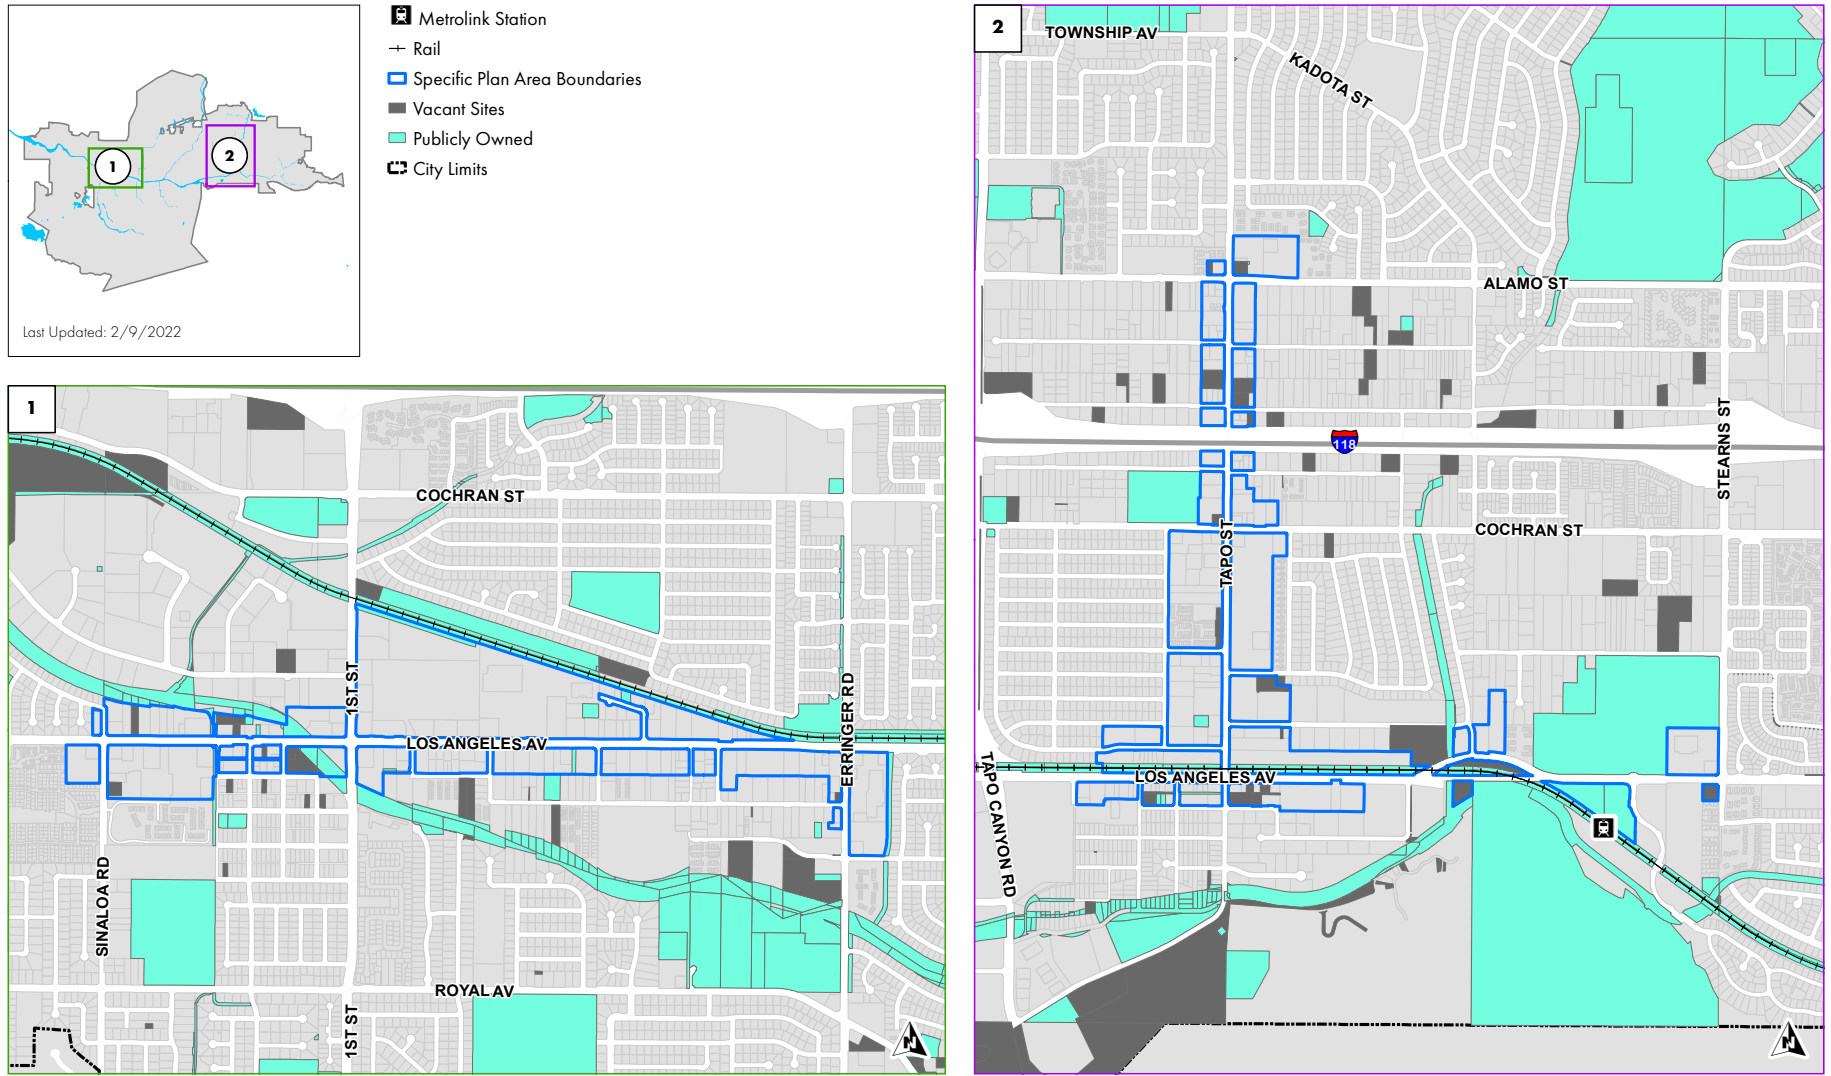 1
2
Last Updated: 2/9/2022
Metrolink Station
Rail
Specific Plan Area Boundaries
Vacant Sites
Publicly Owned
City Limits
1
COCHRAN ST
1ST ST
LOS ANGELES AV
ERRINGER RD
SINALOA RD
ROYAL AV
1ST ST
N
2
TOWNSHIP AV
KADOTA ST
ALAMO ST
STEARNS ST
118
COCHRAN ST
TAPO ST
LOS ANGELES AV
TAPO CANYON RD
N